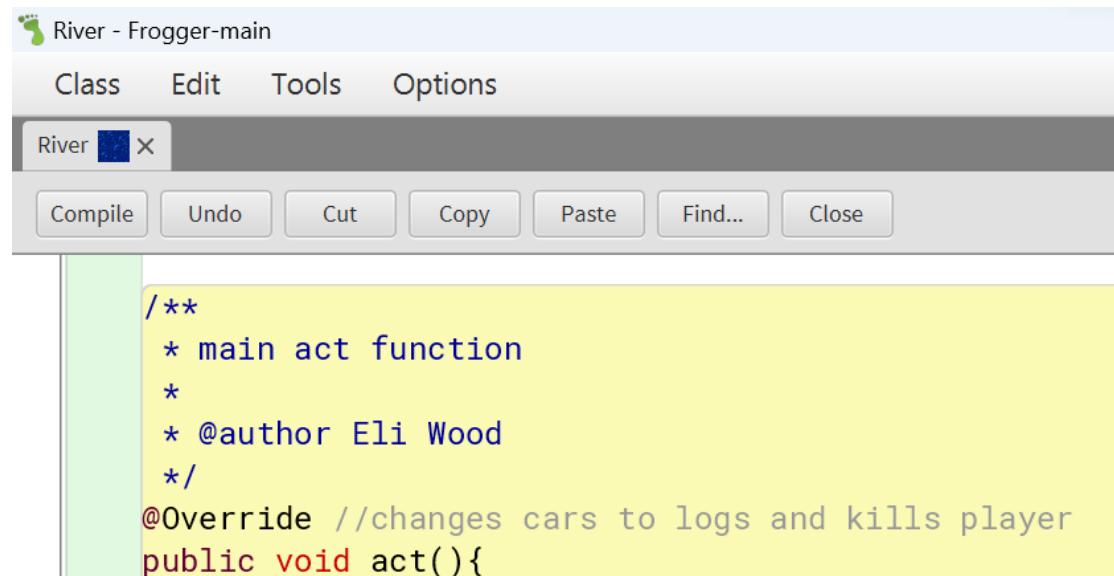 River - Frogger-main
Class Edit Tools Options
River
Compile Undo Cut Copy Paste Find... Close
/**
* main act function
*
* @author Eli Wood
*/
@Override //changes cars to logs and kills player
public void act(){